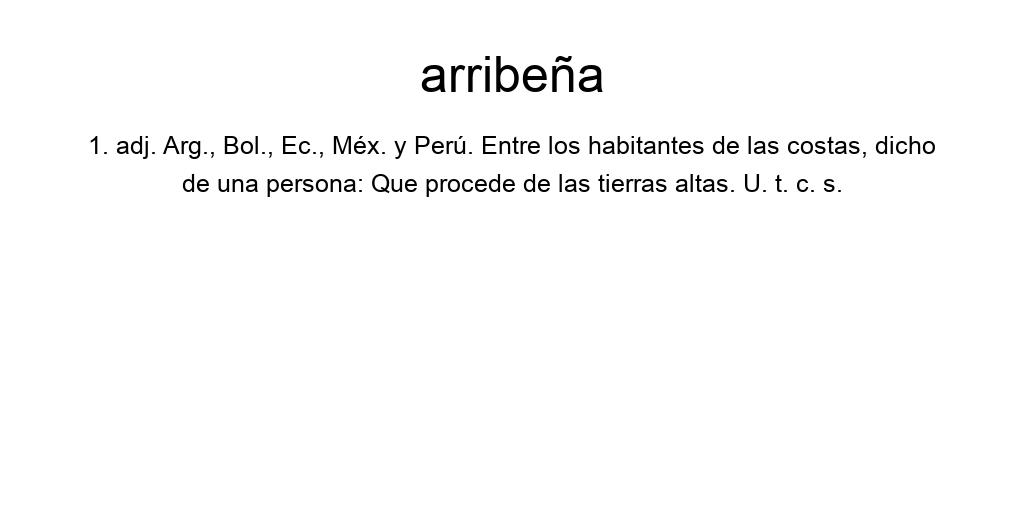 arribeña
1. adj. Arg., Bol., Ec., Méx. y Perú. Entre los habitantes de las costas, dicho
de una persona: Que procede de las tierras altas. U. t. c. s.